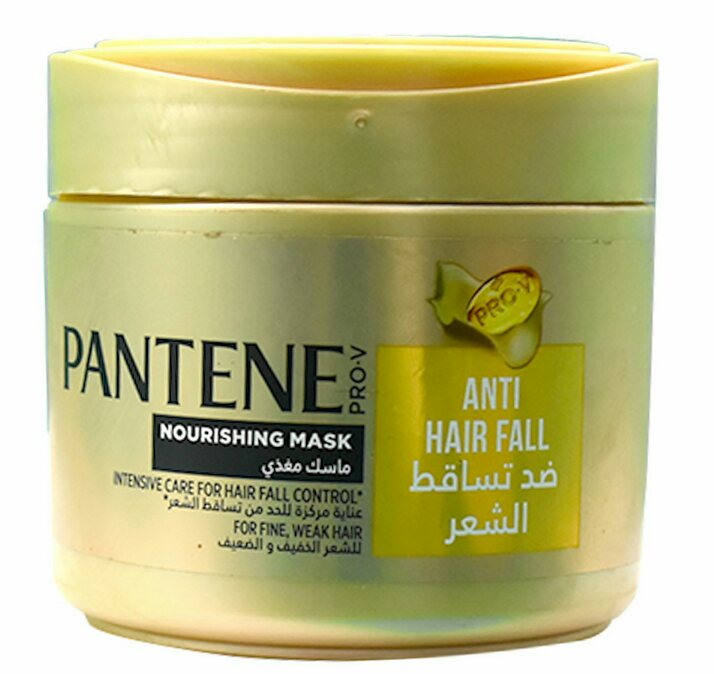 PANTENE
PRO-V
NOURISHING MASK
ماسك مغذي
INTENSIVE CARE FOR HAIR FALL CONTROL*
عناية مركزة للحد من تساقط الشعر*
FOR FINE, WEAK HAIR
للشعر الخفيف و الضعيف
PRO-V
ANTI
HAIR FALL
ضد تساقط
الشعر